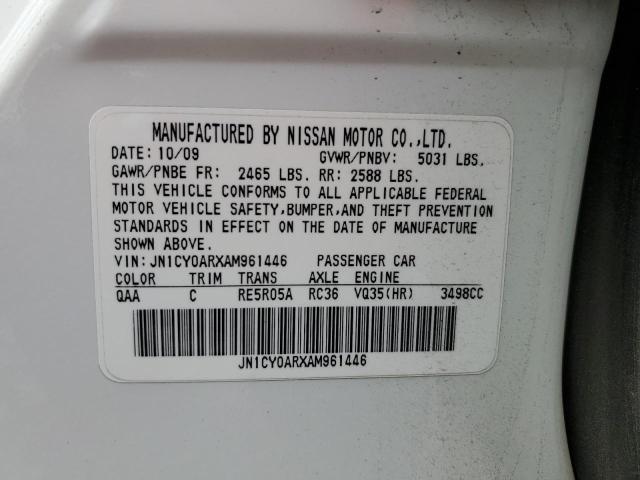 MANUFACTURED BY NISSAN MOTOR CO.,LTD.
DATE: 10/09 GVWR/PNBV: 5031 LBS.
GAWR/PNBE FR: 2465 LBS. RR: 2588 LBS.
THIS VEHICLE CONFORMS TO ALL APPLICABLE FEDERAL
MOTOR VEHICLE SAFETY,BUMPER,AND THEFT PREVENTION
STANDARDS IN EFFECT ON THE DATE OF MANUFACTURE
SHOWN ABOVE.
VIN: JN1CY0ARXAM961446 PASSENGER CAR
COLOR TRIM TRANS AXLE ENGINE
QAA C RE5R05A RC36 VQ35(HR) 3498CC
JN1CY0ARXAM961446